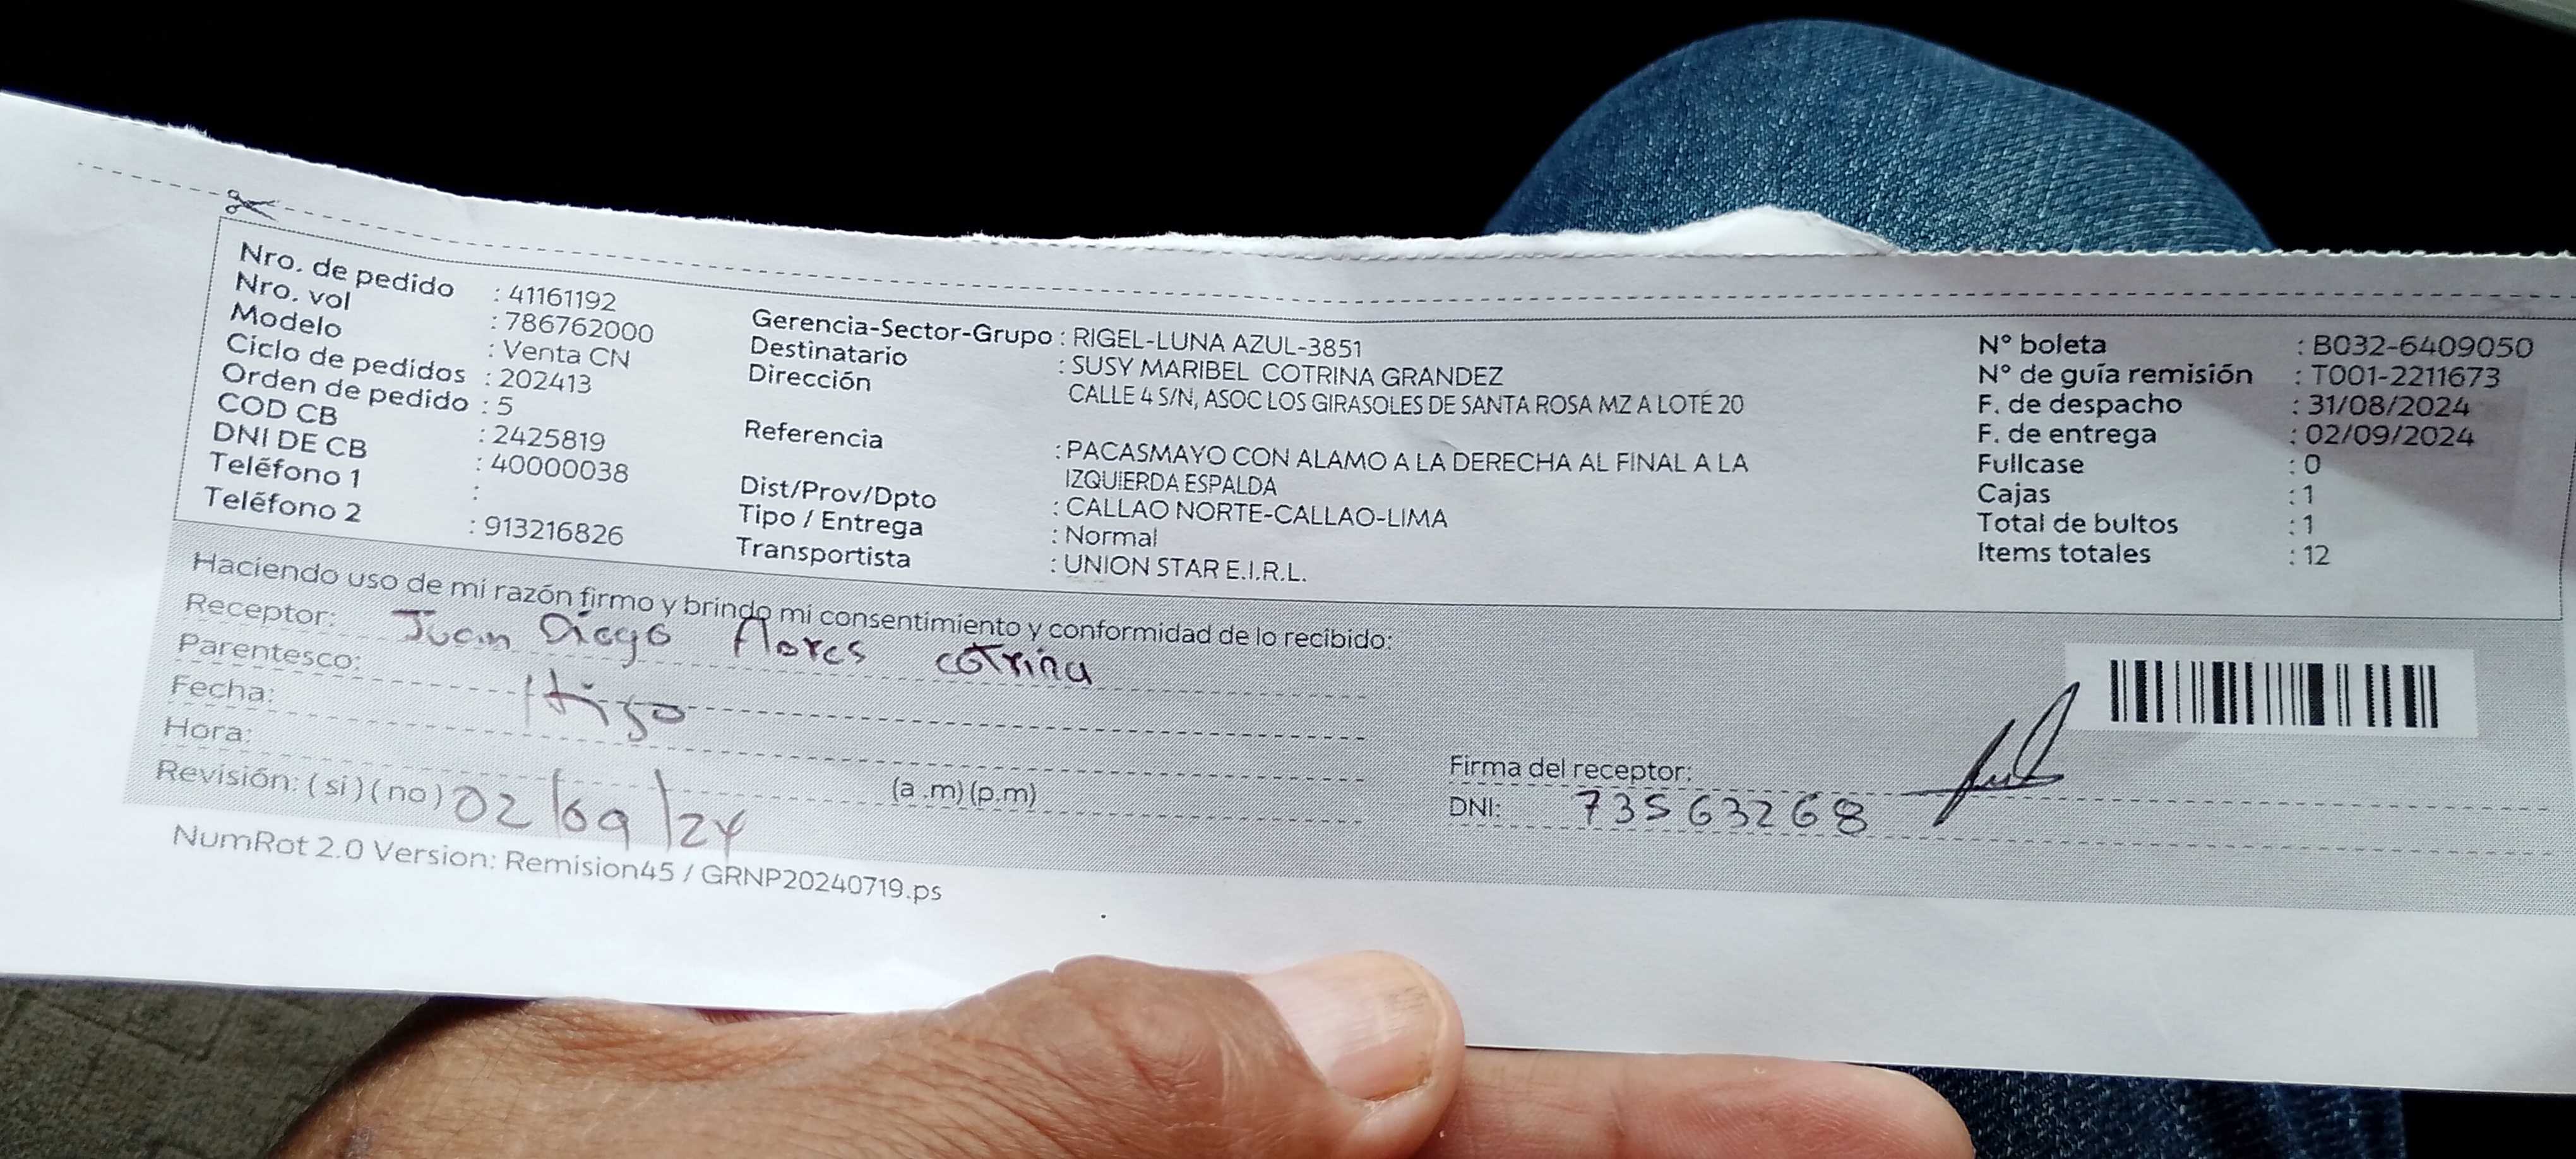 Nro. de pedido : 41161192
Nro. vol : 786762000
Modelo : Venta CN
Ciclo de pedidos : 202413
Orden de pedido : 5
COD CB : 2425819
DNI DE CB : 40000038
Teléfono 1 :
Teléfono 2 : 913216826
Gerencia-Sector-Grupo : RIGEL-LUNA AZUL-3851
Destinatario : SUSY MARIBEL COTRINA GRANDEZ
Dirección CALLE 4 S/N, ASOC LOS GIRASOLES DE SANTA ROSA MZ A LOTE 20
Referencia : PACASMAYO CON ALAMO A LA DERECHA AL FINAL A LA
IZQUIERDA ESPALDA
Dist/Prov/Dpto : CALLAO NORTE-CALLAO-LIMA
Tipo / Entrega : Normal
Transportista : UNION STAR E.I.R.L.
N° boleta : B032-6409050
N° de guía remisión : T001-2211673
F. de despacho : 31/08/2024
F. de entrega : 02/09/2024
Fullcase : 0
Cajas : 1
Total de bultos : 1
Items totales : 12
Haciendo uso de mi razón firmo y brindo mi consentimiento y conformidad de lo recibido:
Receptor: Juan Diego Flores cotrina
Parentesco: Hijo
Fecha:
Hora: (a .m) (p.m)
Revisión: ( si ) ( no ) 02/09/24
Firma del receptor:
DNI: 73563268
NumRot 2.0 Version: Remision45 / GRNP20240719.ps